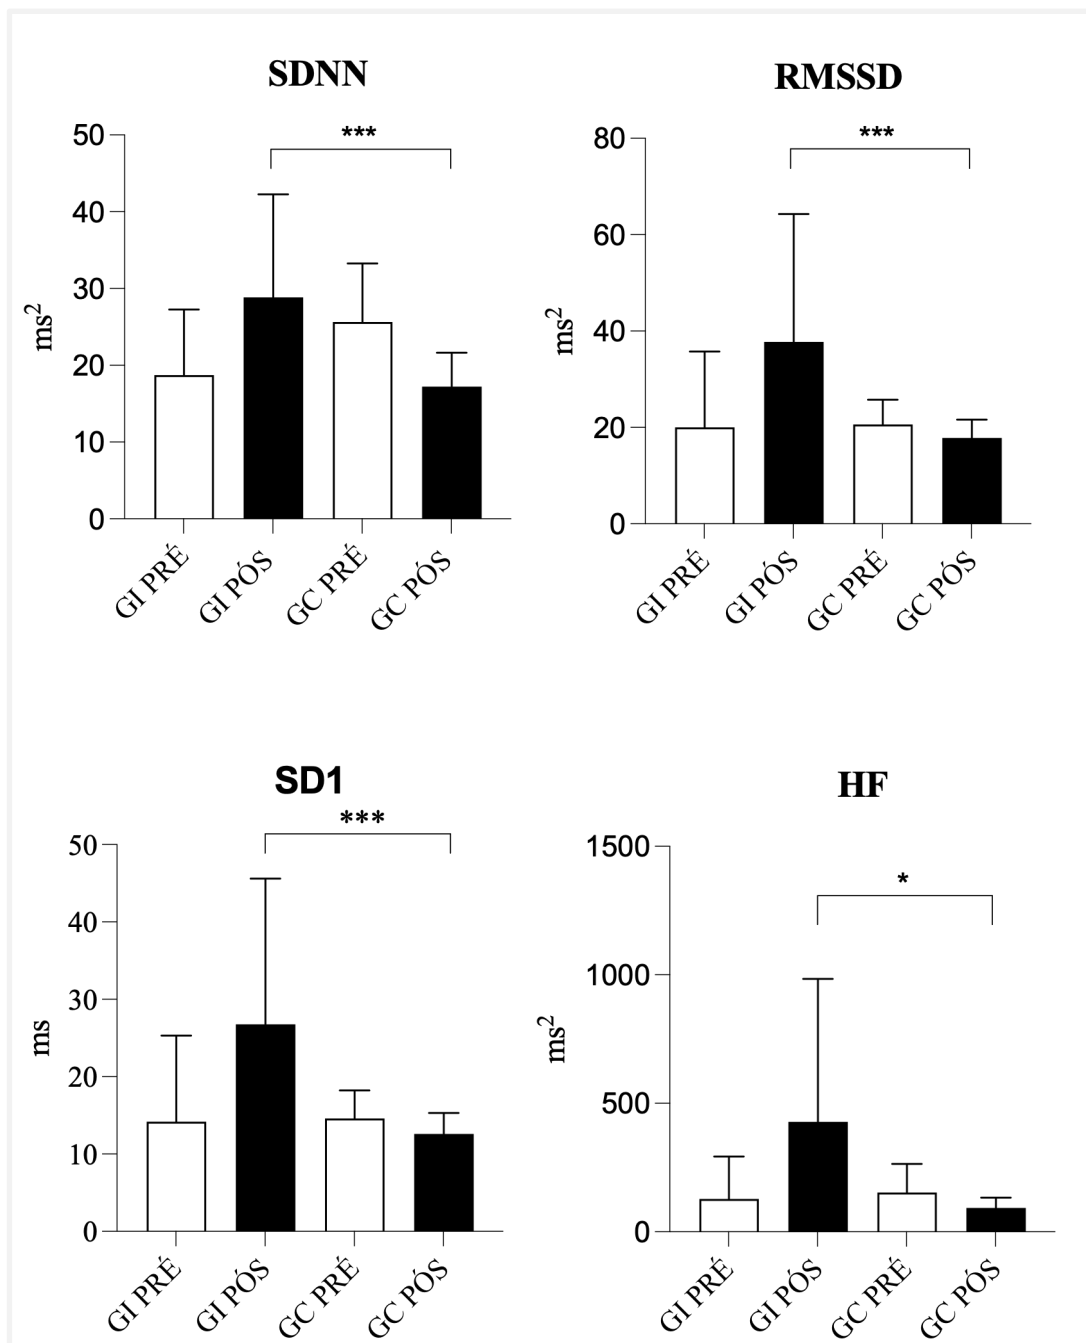 SDNN
***
50
40
30
20
10
0
ms²
GI PRÉ
GI PÓS
GC PRÉ
GC PÓS
RMSSD
***
80
60
40
20
0
ms²
GI PRÉ
GI PÓS
GC PRÉ
GC PÓS
SD1
***
50
40
30
20
10
0
ms
GI PRÉ
GI PÓS
GC PRÉ
GC PÓS
HF
*
1500
1000
500
0
ms²
GI PRÉ
GI PÓS
GC PRÉ
GC PÓS